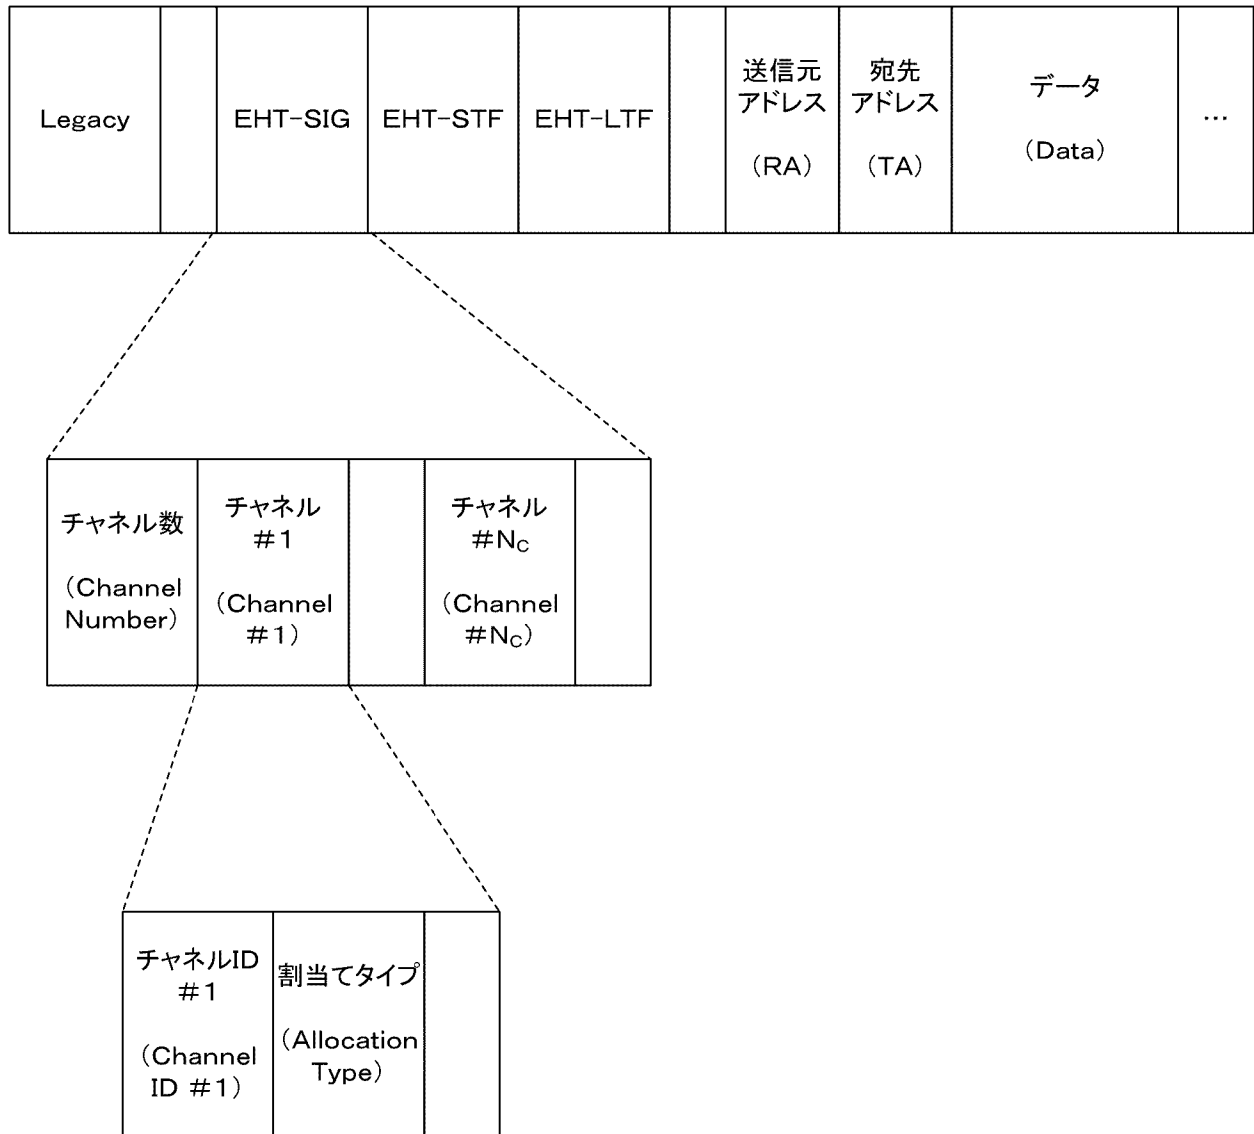 Legacy
EHT-SIG
EHT-STF
EHT-LTF
送信元
アドレス
(RA)
宛先
アドレス
(TA)
データ
(Data)
…
チャネル数
(Channel
Number)
チャネル
#1
(Channel
#1)
チャネル
#NC
(Channel
#NC)
チャネルID
#1
(Channel
ID #1)
割当てタイプ
(Allocation
Type)